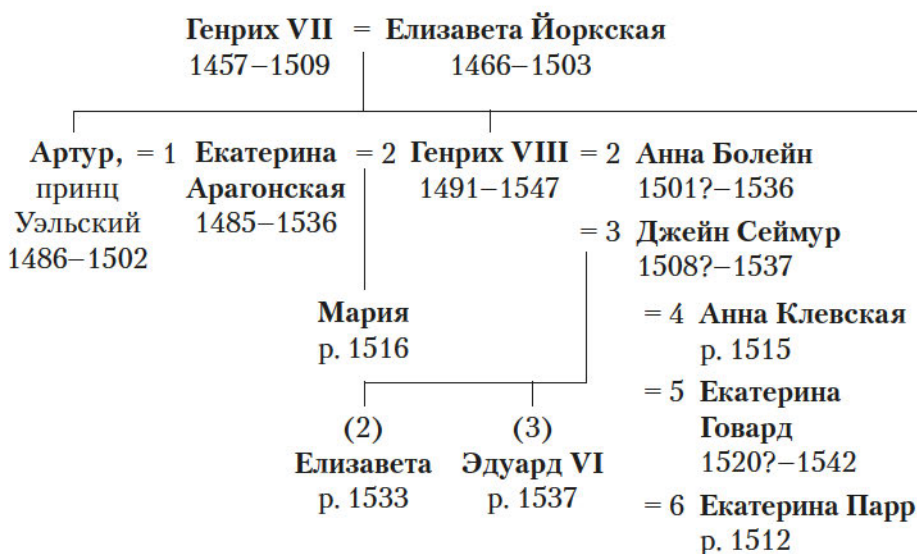 Генрих VII = Елизавета Йоркская
1457–1509 1466–1503
Артур, = 1 Екатерина = 2 Генрих VIII = 2 Анна Болейн
принц Арагонская 1491–1547 1501?–1536
Уэльский 1485–1536 = 3 Джейн Сеймур
1486–1502 1508?–1537
Мария = 4 Анна Клевская
р. 1516 р. 1515
= 5 Екатерина
(2) (3) Говард
Елизавета Эдуард VI 1520?–1542
р. 1533 р. 1537
= 6 Екатерина Парр
р. 1512